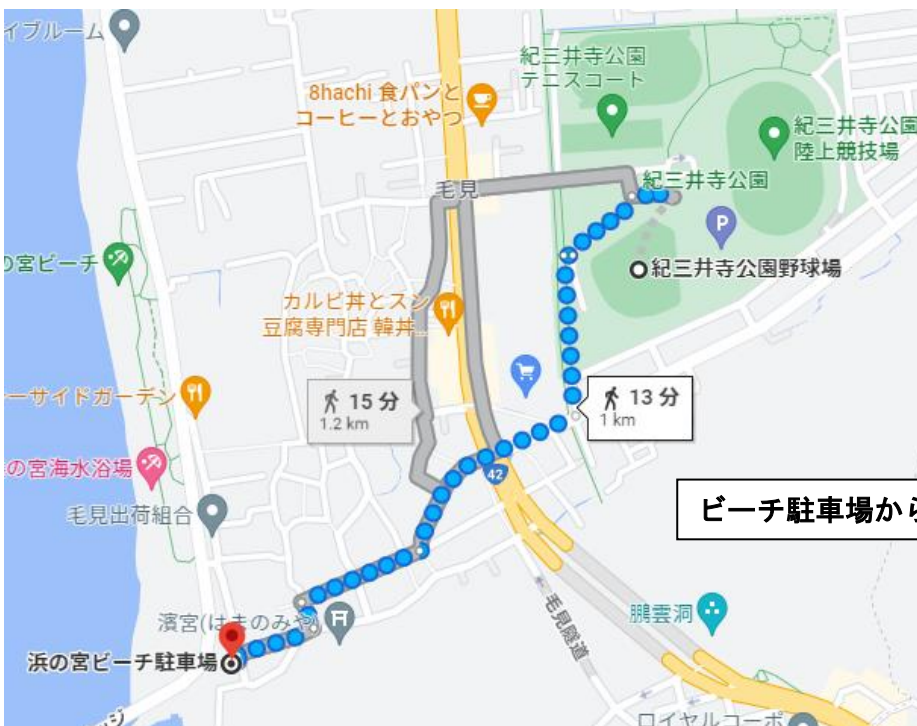 イブルーム
8hachi 食パンと
コーヒーとおやつ
紀三井寺公園
テニスコート
紀三井寺公園
陸上競技場
毛見
紀三井寺公園
P
の宮ビーチ
紀三井寺公園野球場
カルビ丼とスン
豆腐専門店 韓丼...
ーサイドガーデン
15 分
1.2 km
13 分
1 km
の宮海水浴場
42
毛見出荷組合
ビーチ駐車場から
濱宮(はまのみや)
毛見隧道
鵬雲洞
浜の宮ビーチ駐車場
ジ
ロイヤルコーポ